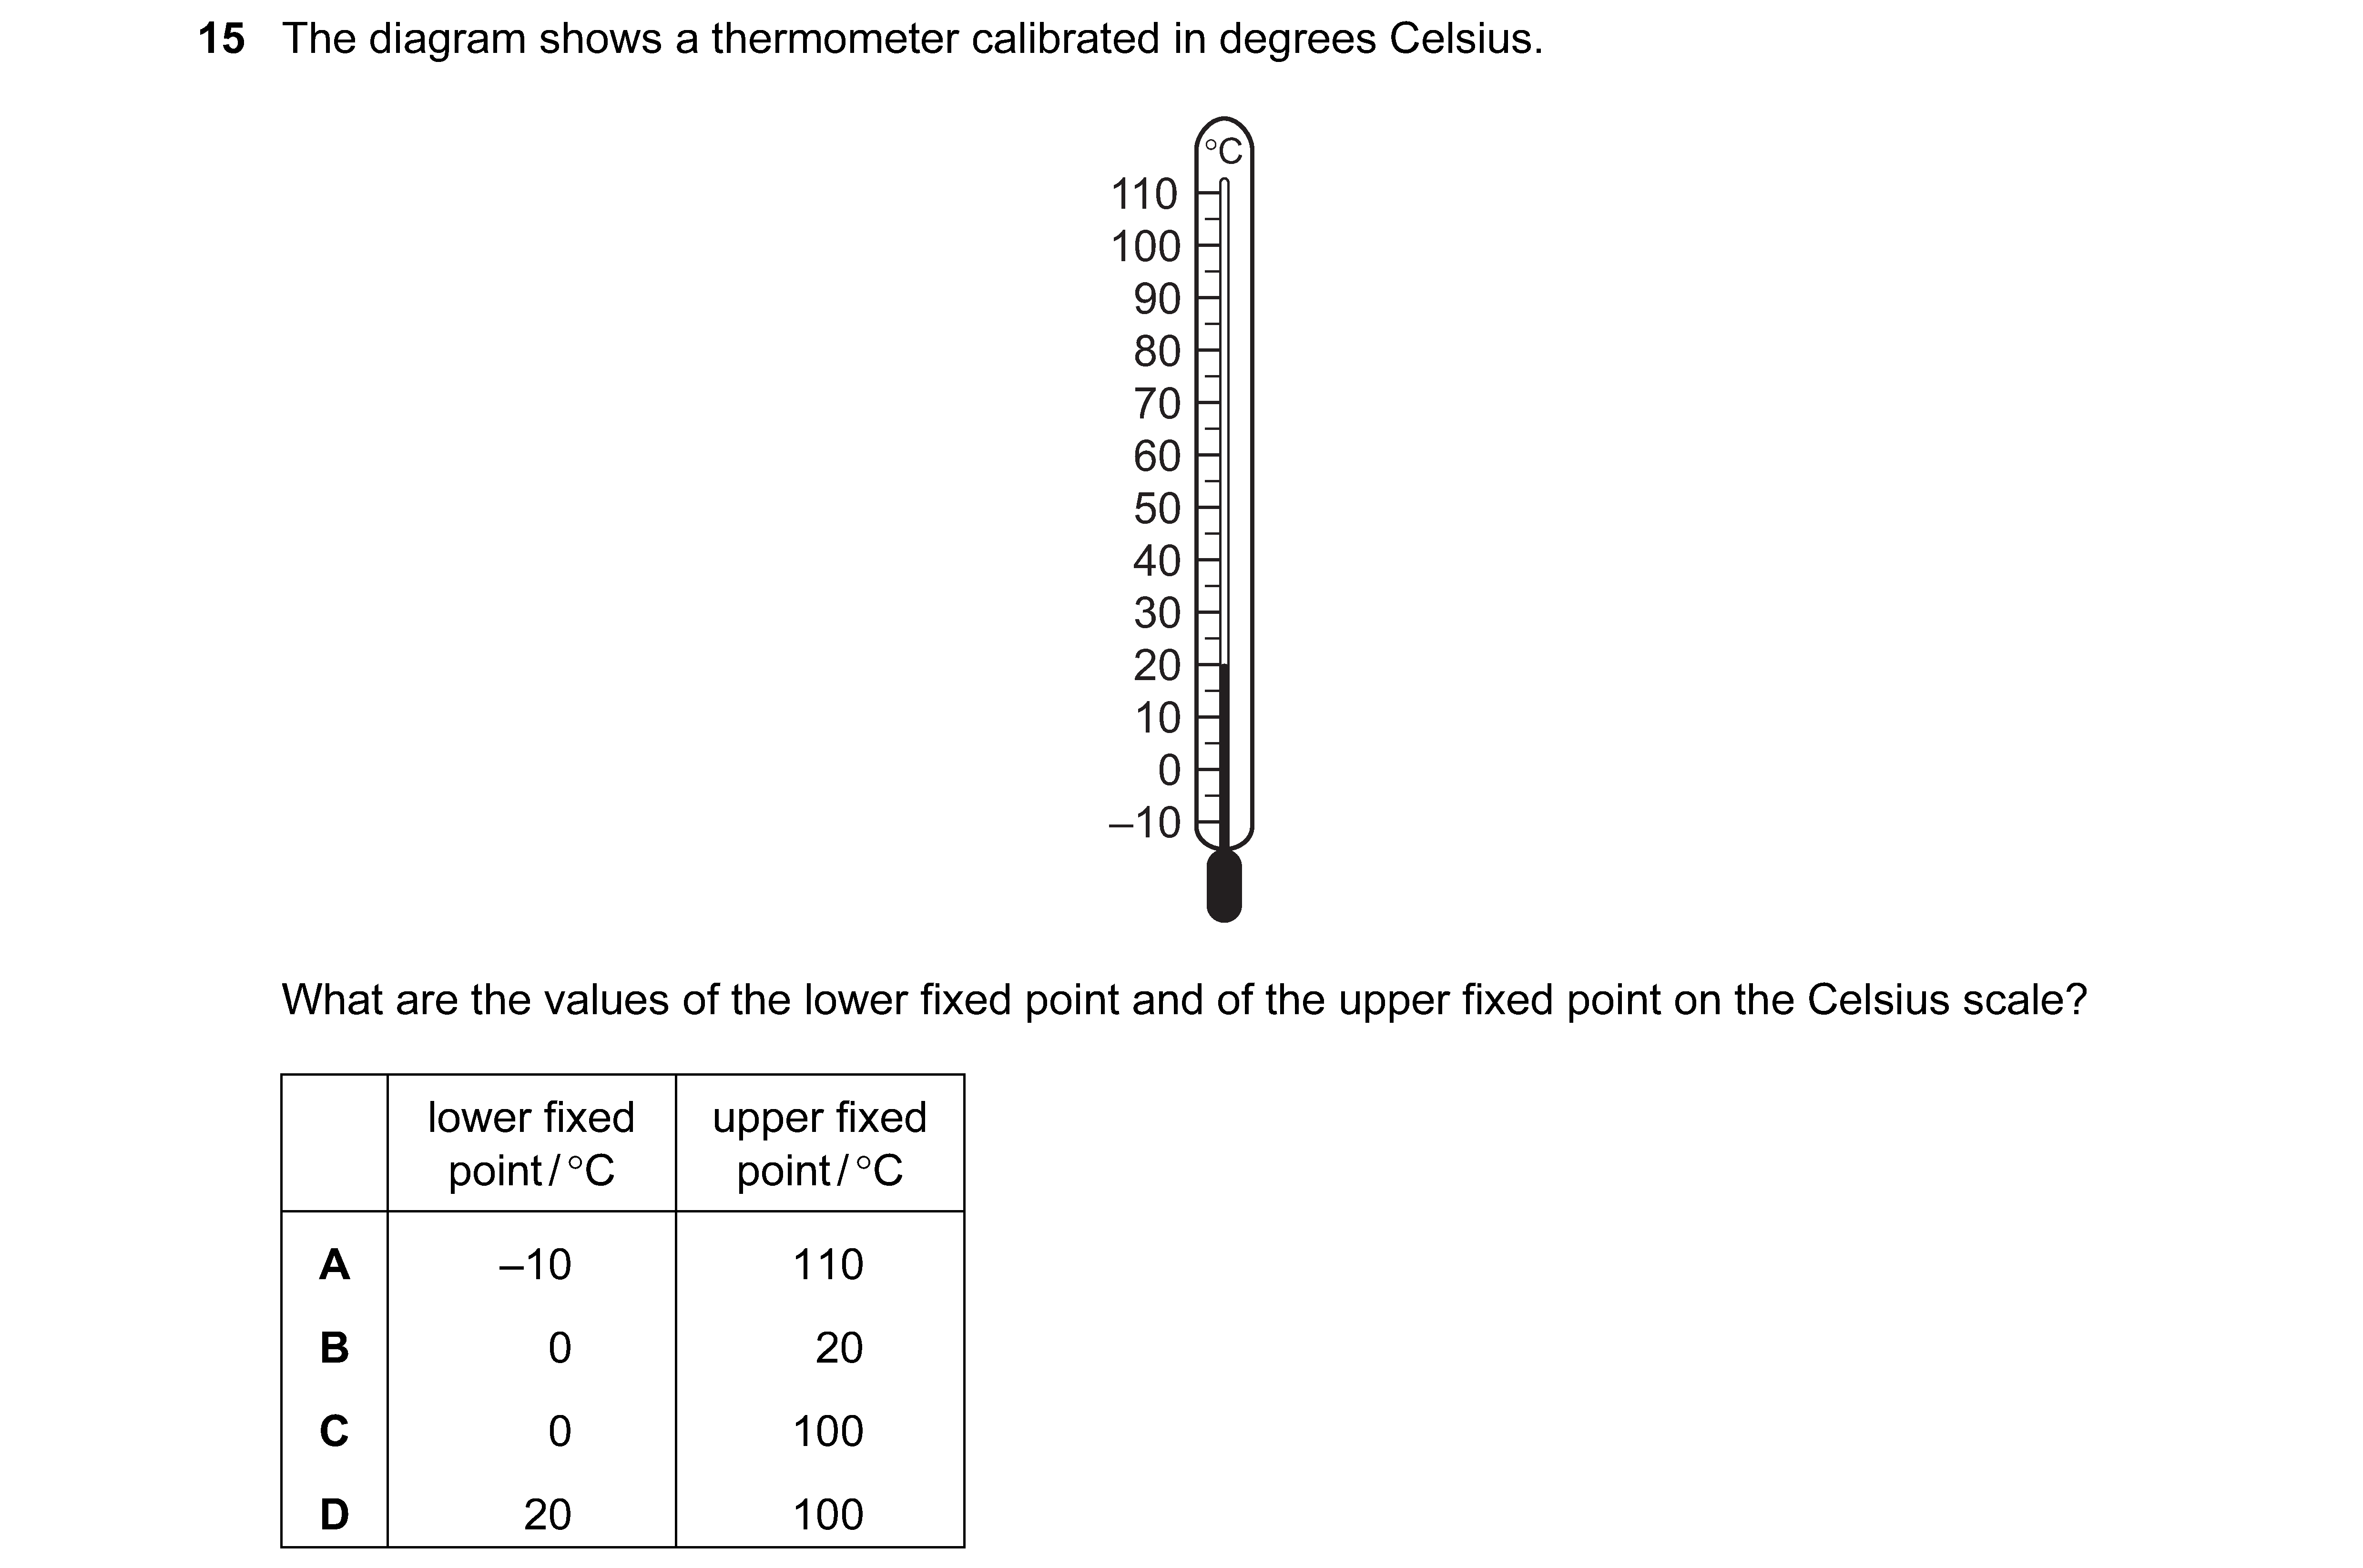 15 The diagram shows a thermometer calibrated in degrees Celsius.
°C
110
100
90
80
70
60
50
40
30
20
10
0
–10
What are the values of the lower fixed point and of the upper fixed point on the Celsius scale?
lower fixed point / °C upper fixed point / °C
A –10 110
B 0 20
C 0 100
D 20 100